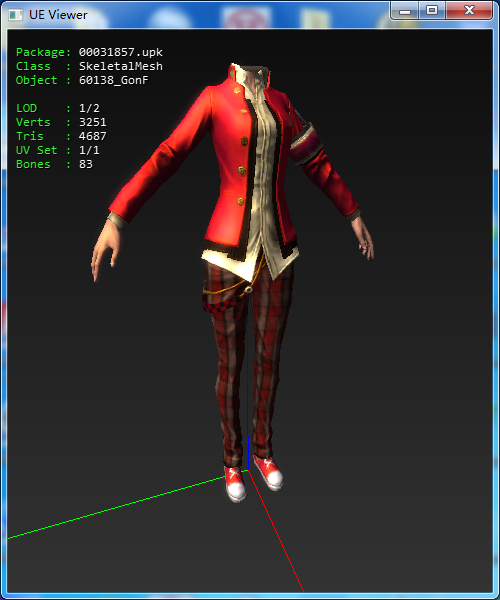 UE Viewer
Package: 00031857.upk
Class : SkeletalMesh
Object : 60138_GonF
LOD : 1/2
Verts : 3251
Tris : 4687
UV Set : 1/1
Bones : 83